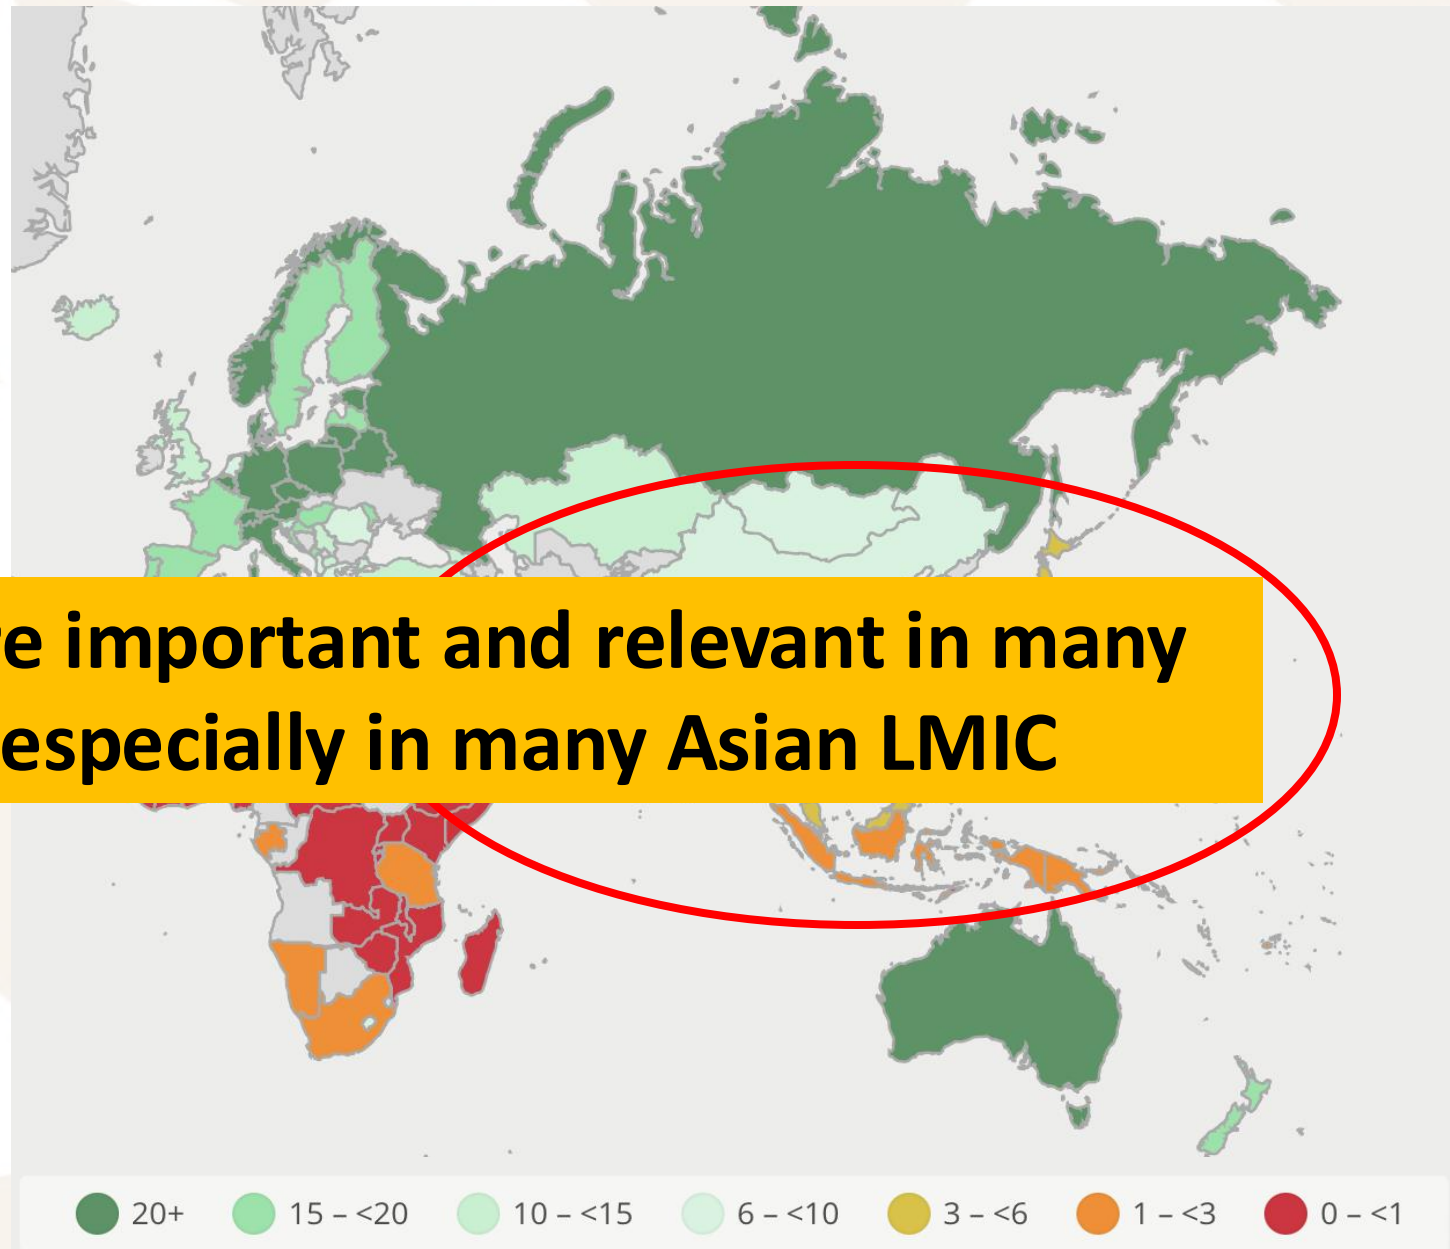 re important and relevant in many
especially in many Asian LMIC
20+ 15 – <20 10 – <15 6 – <10 3 – <6 1 – <3 0 – <1